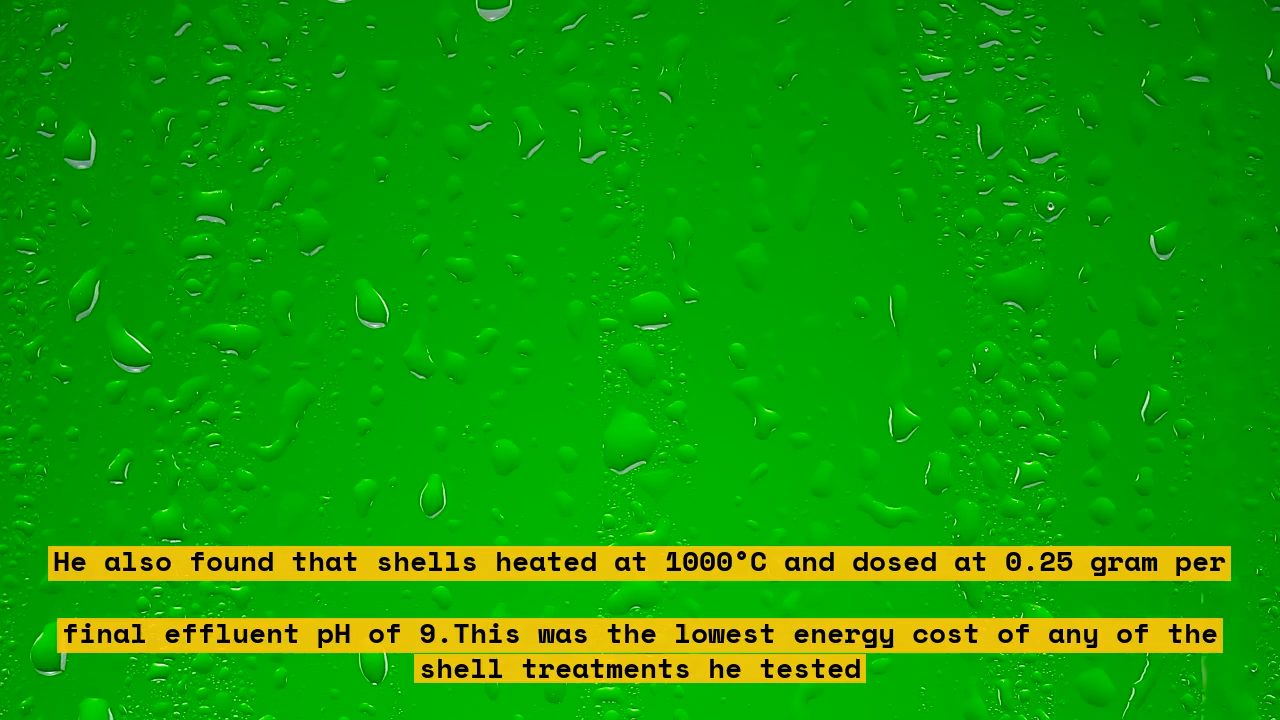 He also found that shells heated at 1000°C and dosed at 0.25 gram per
final effluent pH of 9.This was the lowest energy cost of any of the
shell treatments he tested